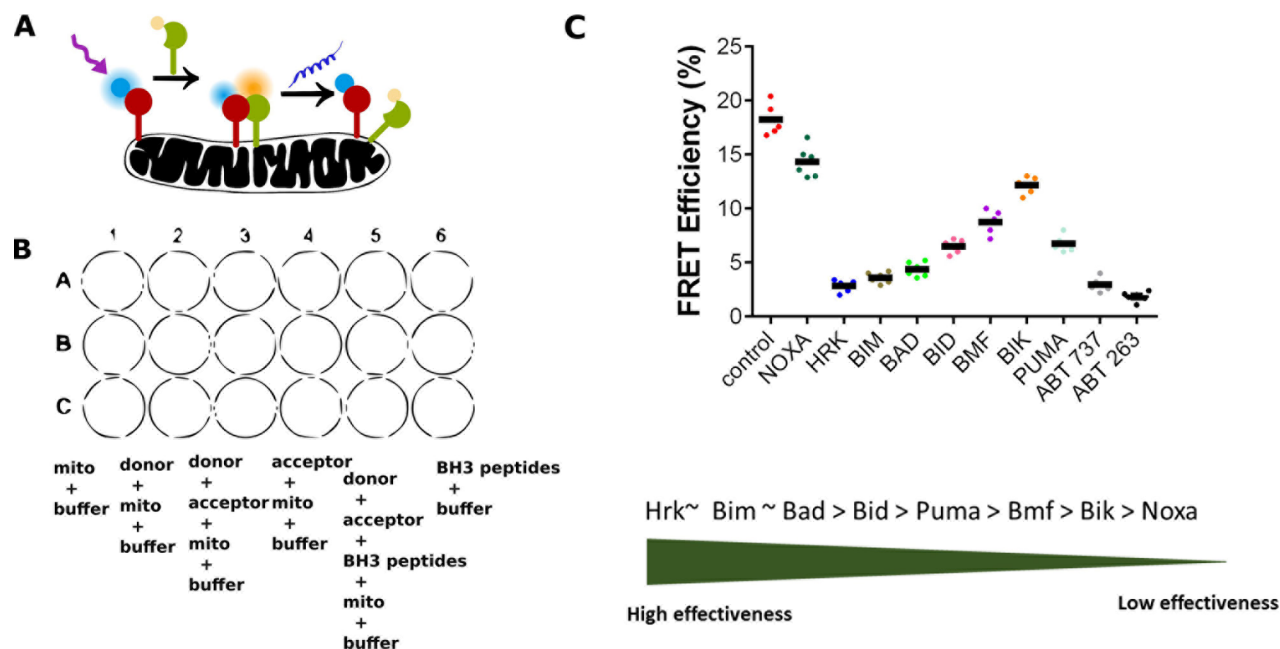 A
B
1 2 3 4 5 6
A
B
C
mito
+
buffer
donor
+
mito
+
buffer
donor
+
acceptor
+
mito
+
buffer
acceptor
+
mito
+
buffer
donor
+
acceptor
+
BH3 peptides
+
mito
+
buffer
BH3 peptides
+
buffer
C
FRET Efficiency (%)
25
20
15
10
5
0
control
NOXA
HRK
BIM
BAD
BID
BMF
BIK
PUMA
ABT 737
ABT 263
Hrk~ Bim ~ Bad > Bid > Puma > Bmf > Bik > Noxa
High effectiveness
Low effectiveness